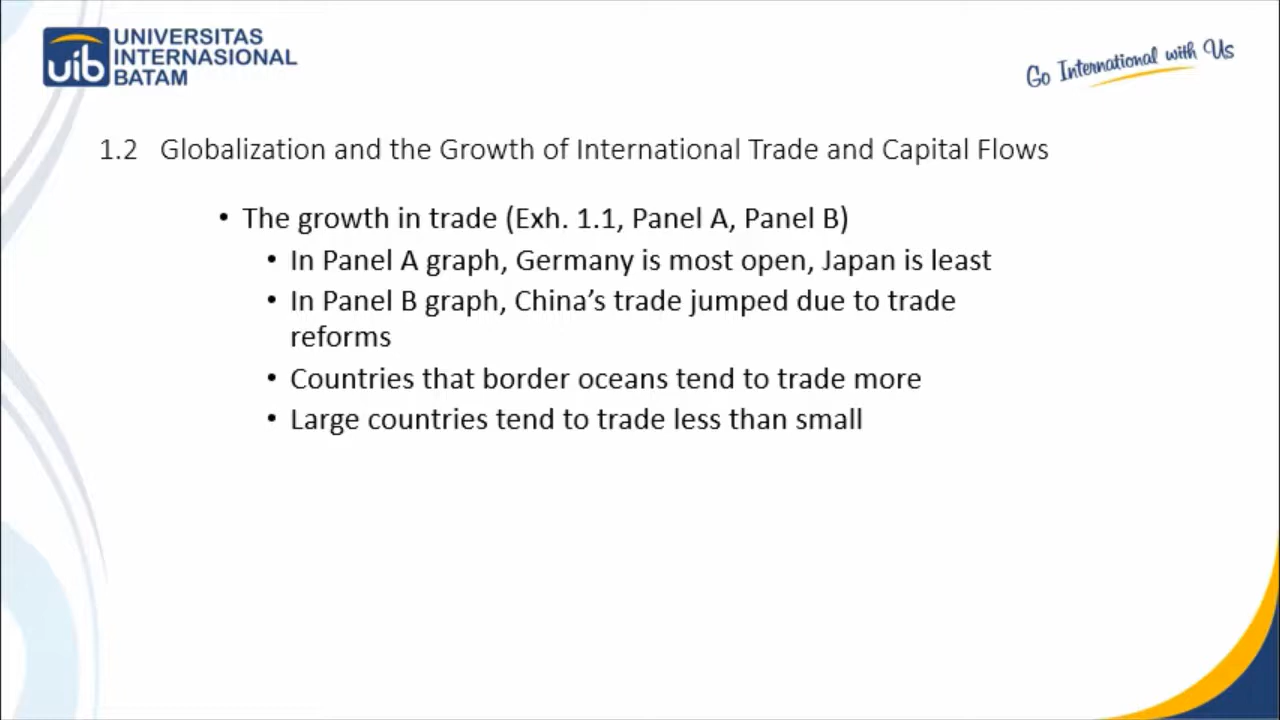 uib
UNIVERSITAS
INTERNASIONAL
BATAM
Go International with Us
1.2 Globalization and the Growth of International Trade and Capital Flows
• The growth in trade (Exh. 1.1, Panel A, Panel B)
• In Panel A graph, Germany is most open, Japan is least
• In Panel B graph, China's trade jumped due to trade
reforms
• Countries that border oceans tend to trade more
• Large countries tend to trade less than small